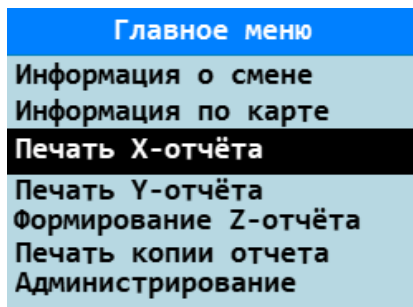 Главное меню
Информация о смене
Информация по карте
Печать X-отчёта
Печать Y-отчёта
Формирование Z-отчёта
Печать копии отчета
Администрирование